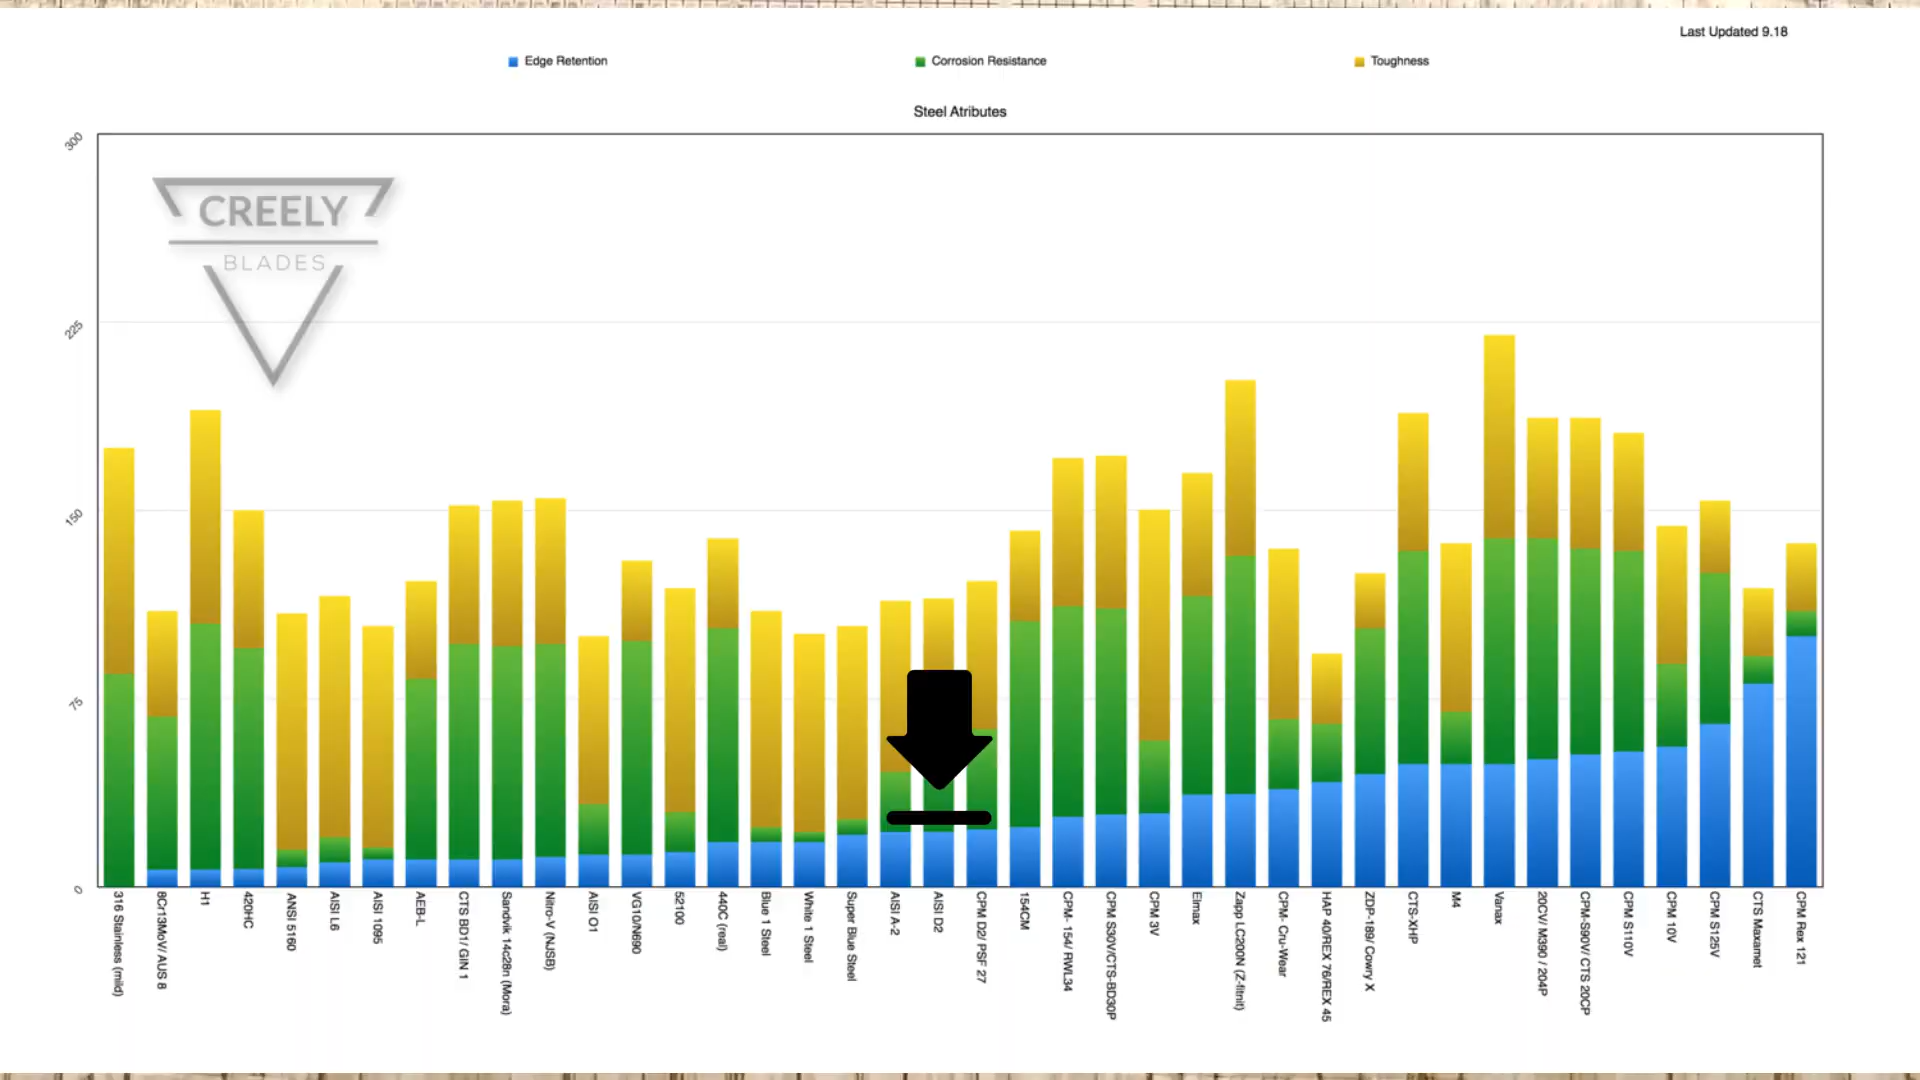 Last Updated 9.18
Edge Retention
Corrosion Resistance
Toughness
Steel Atributes
CREELY
BLADES
300
225
150
75
0
316 Stainless (mild)
8Cr13MoV/ AUS 8
H1
420HC
ANSI 5160
AISI L6
AISI 1095
AEB-L
CTS BD1/ GIN 1
Sandvik 14c28n (Mora)
Nitro-V (NJSB)
AISI O1
VG10/N690
52100
440C (real)
Blue 1 Steel
White 1 Steel
Super Blue Steel
AISI A-2
AISI D2
CPM D2/ PSF 27
154CM
CPM- 154/ RWL34
CPM S30V/CTS-BD30P
CPM 3V
Elmax
Zapp LC200N (Z-fitnit)
CPM- Cru-Wear
HAP 40/REX 76/REX 45
ZDP-189/ Cowry X
CTS-XHP
M4
Vanax
20CV/ M390 / 204P
CPM-S90V/ CTS 20CP
CPM S110V
CPM 10V
CPM S125V
CTS Maxamet
CPM Rex 121